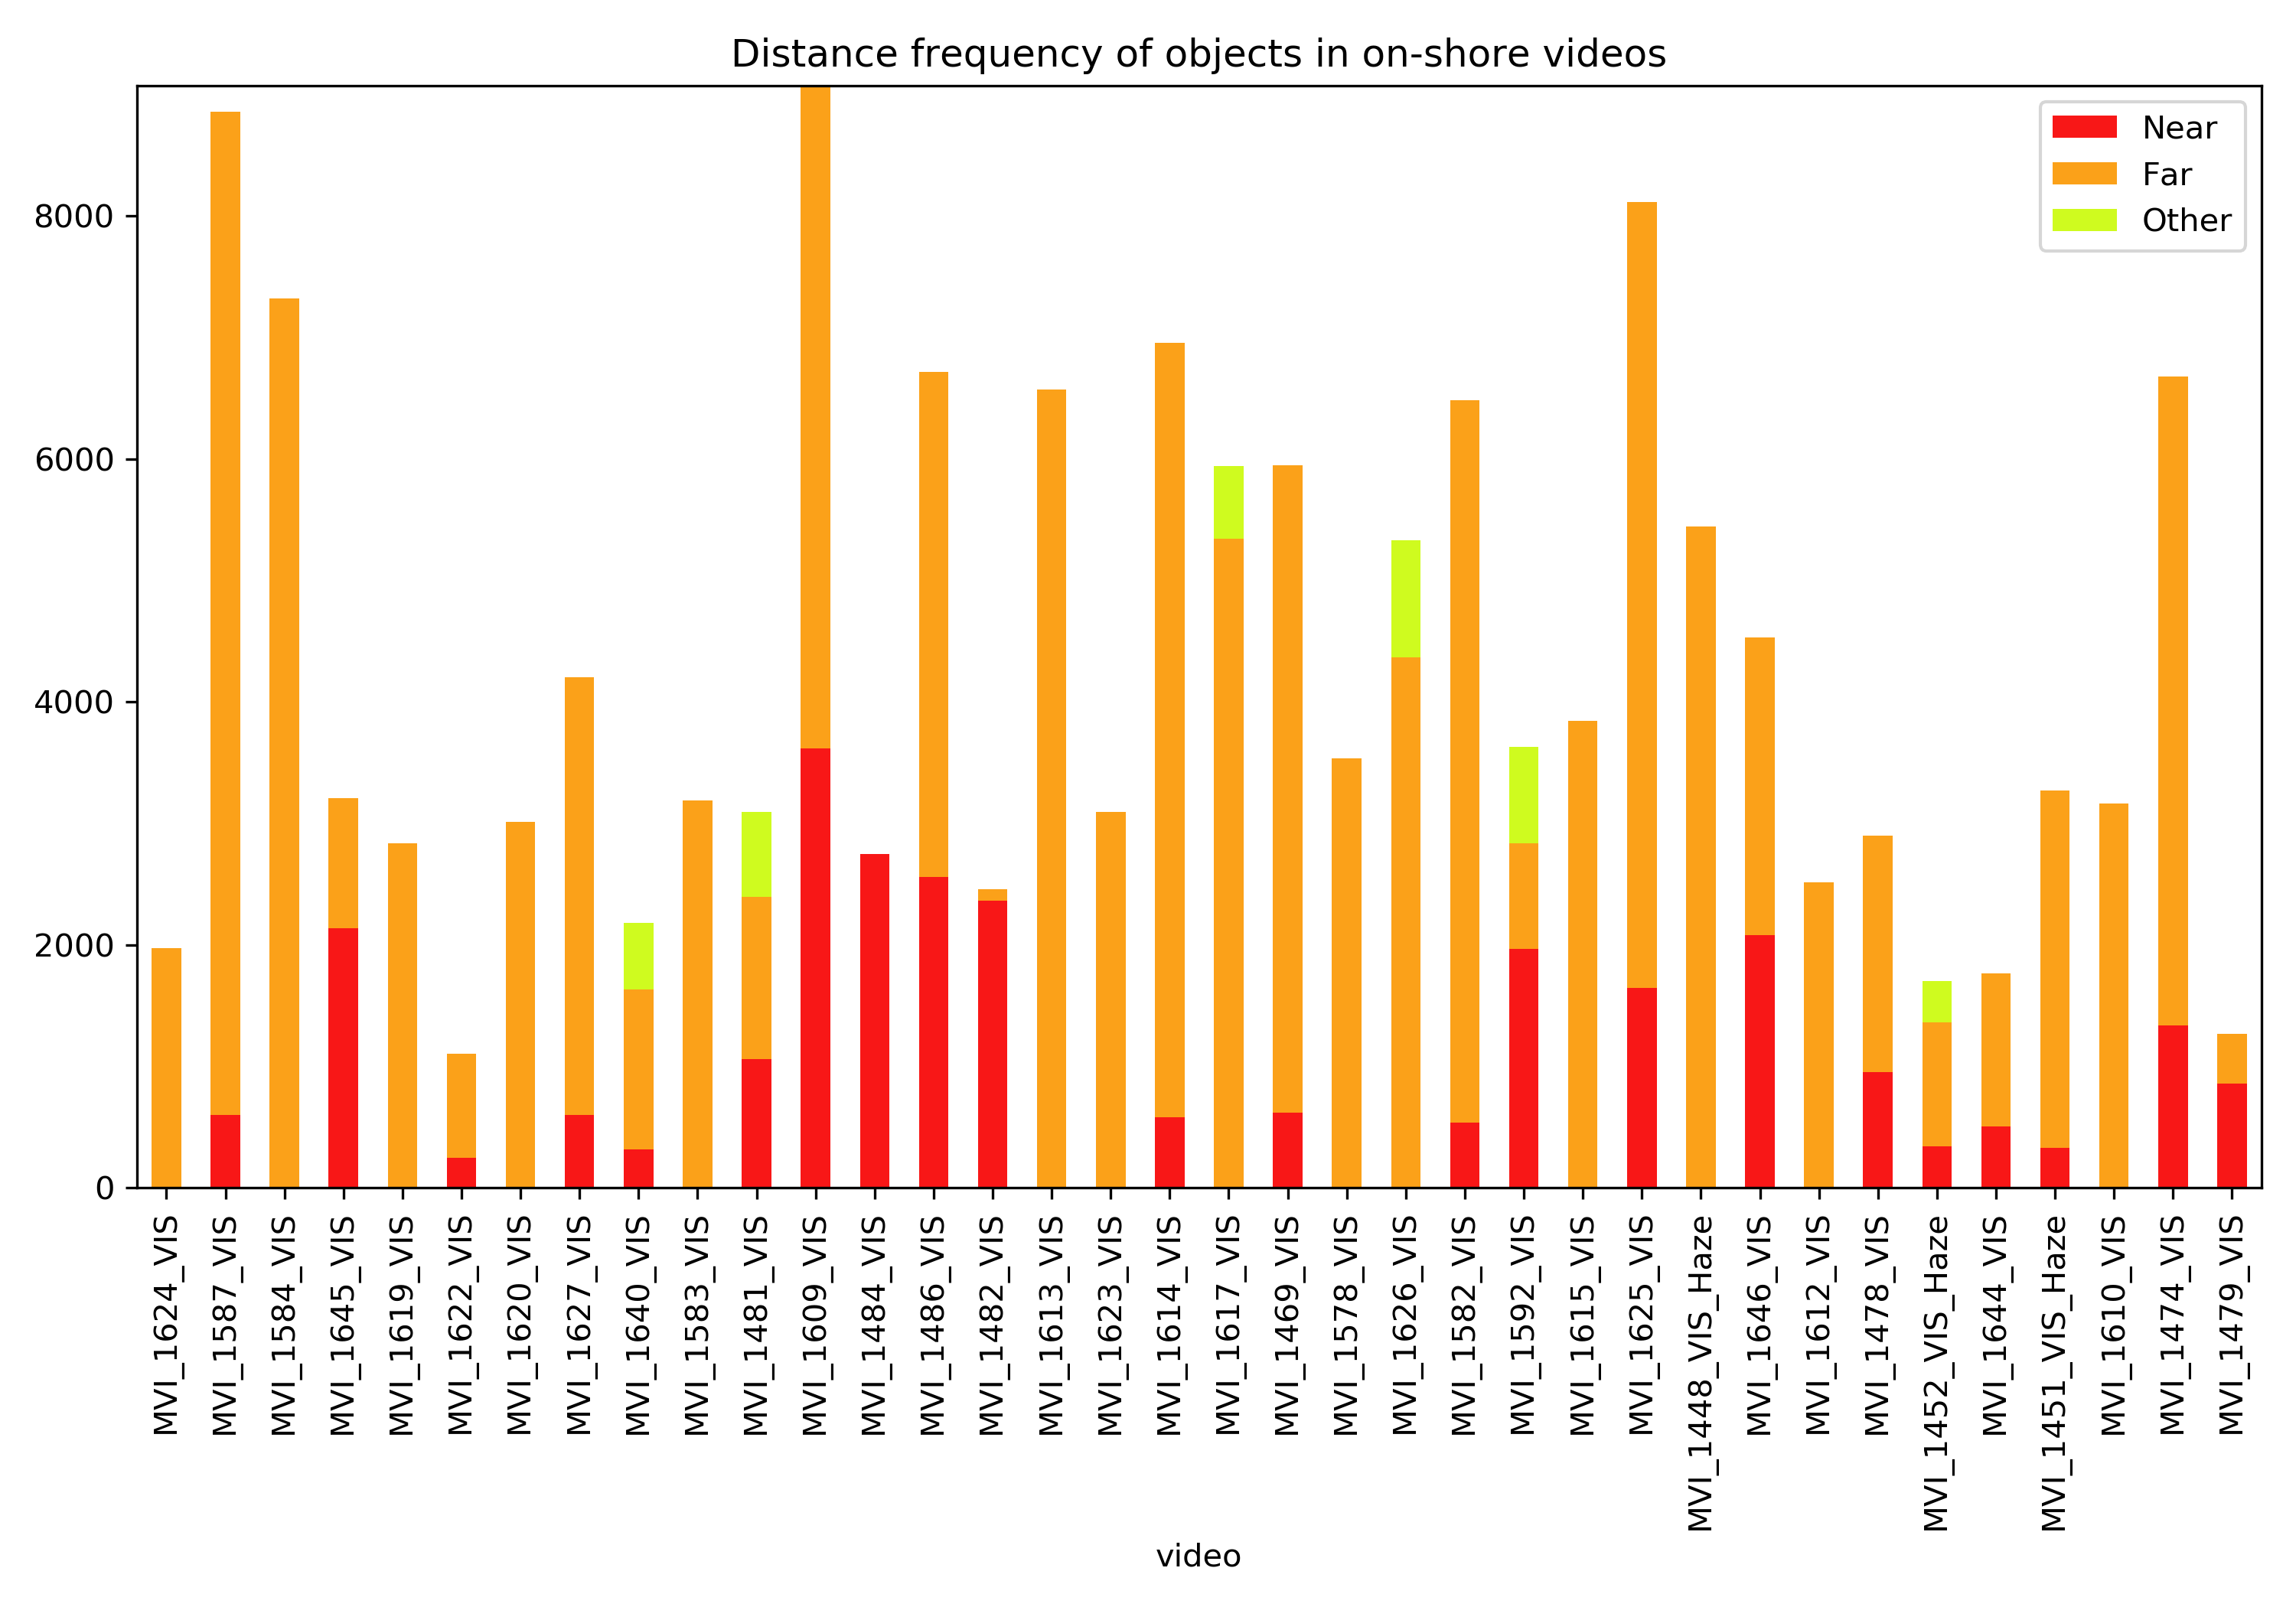 Distance frequency of objects in on-shore videos
Near
Far
Other
8000
6000
4000
2000
0
MVI_1624_VIS
MVI_1587_VIS
MVI_1584_VIS
MVI_1645_VIS
MVI_1619_VIS
MVI_1622_VIS
MVI_1620_VIS
MVI_1627_VIS
MVI_1640_VIS
MVI_1583_VIS
MVI_1481_VIS
MVI_1609_VIS
MVI_1484_VIS
MVI_1486_VIS
MVI_1482_VIS
MVI_1613_VIS
MVI_1623_VIS
MVI_1614_VIS
MVI_1617_VIS
MVI_1469_VIS
MVI_1578_VIS
MVI_1626_VIS
MVI_1582_VIS
MVI_1592_VIS
MVI_1615_VIS
MVI_1625_VIS
MVI_1448_VIS_Haze
MVI_1646_VIS
MVI_1612_VIS
MVI_1478_VIS
MVI_1452_VIS_Haze
MVI_1644_VIS
MVI_1451_VIS_Haze
MVI_1610_VIS
MVI_1474_VIS
MVI_1479_VIS
video